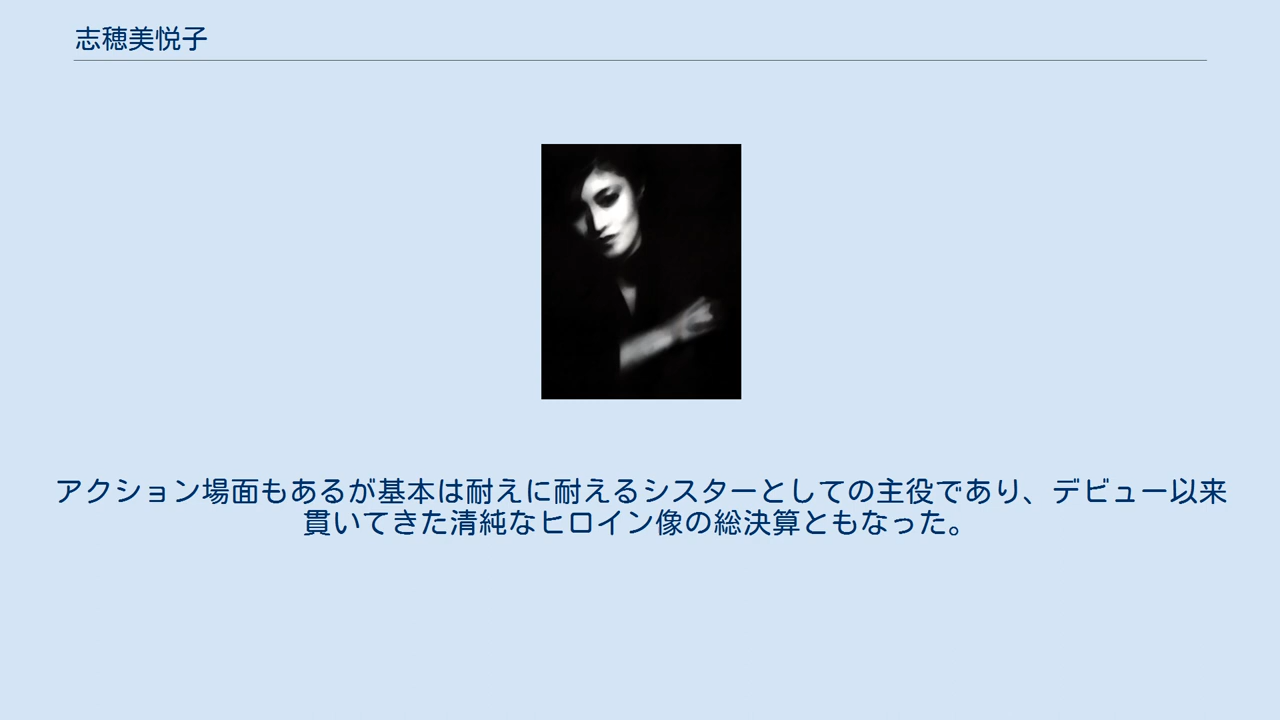 志穂美悦子
アクション場面もあるが基本は耐えに耐えるシスターとしての主役であり、デビュー以来
貫いてきた清純なヒロイン像の総決算ともなった。